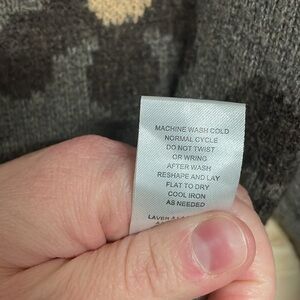 MACHINE WASH COLD
NORMAL CYCLE
DO NOT TWIST
OR WRING
AFTER WASH
RESHAPE AND LAY
FLAT TO DRY
COOL IRON
AS NEEDED